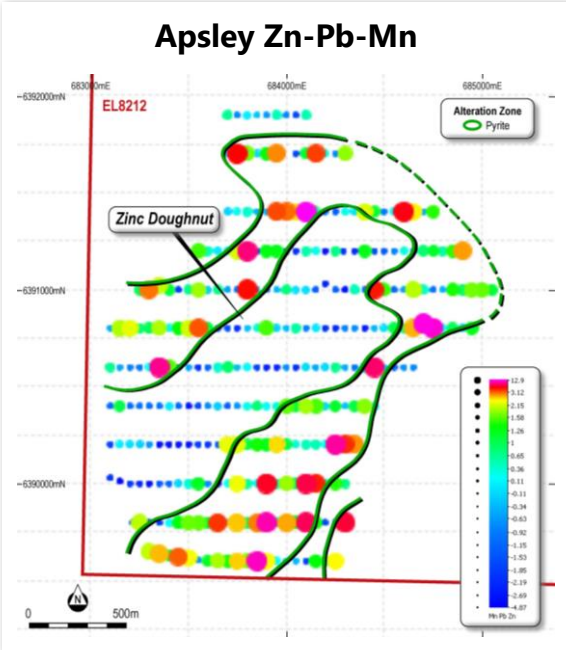 Apsley Zn-Pb-Mn
683000mE
684000mE
685000mE
6392000mN
EL8212
Alteration Zone
Pyrite
Zinc Doughnut
6391000mN
12.9
3.12
2.15
1.58
1.26
1
0.65
0.36
0.11
-0.11
-0.34
-0.63
-0.92
-1.15
-1.53
-1.85
-2.19
-2.69
-4.87
Mn Pb Zn
6390000mN
N
0
500m